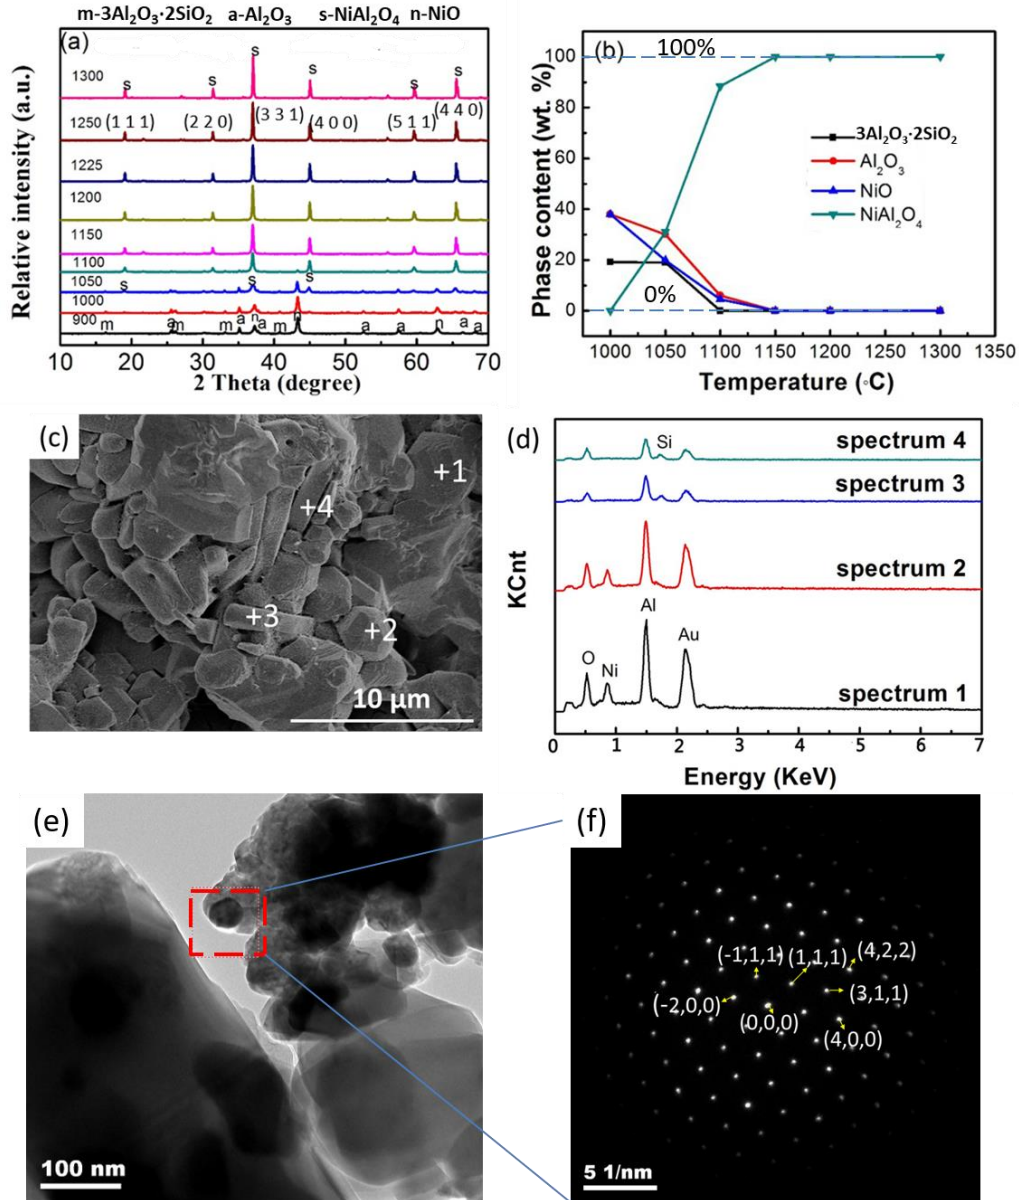 m-3Al₂O₃·2SiO₂ a-Al₂O₃ s-NiAl₂O₄ n-NiO
(a)
Relative intensity (a.u.)
s
1300 s s s s s
1250 (1 1 1) (2 2 0) (3 3 1) (4 0 0) (5 1 1) (4 4 0)
1225
1200
1150
1100
1050 s s s
1000
900 m a m m a n a m n a a n a a
10 20 30 40 50 60 70
2 Theta (degree)
(b)
100%
Phase content (wt. %)
100
80
60
40
20
0
3Al₂O₃·2SiO₂
Al₂O₃
NiO
NiAl₂O₄
0%
1000 1050 1100 1150 1200 1250 1300 1350
Temperature (◦C)
(c)
+1
+4
+3
+2
10 μm
(d)
KCnt
Si
spectrum 4
spectrum 3
spectrum 2
Al
Au
O
Ni
spectrum 1
0 1 2 3 4 5 6 7
Energy (KeV)
(e)
100 nm
(f)
(-1,1,1) (1,1,1) (4,2,2)
(-2,0,0) (3,1,1)
(0,0,0) (4,0,0)
5 1/nm